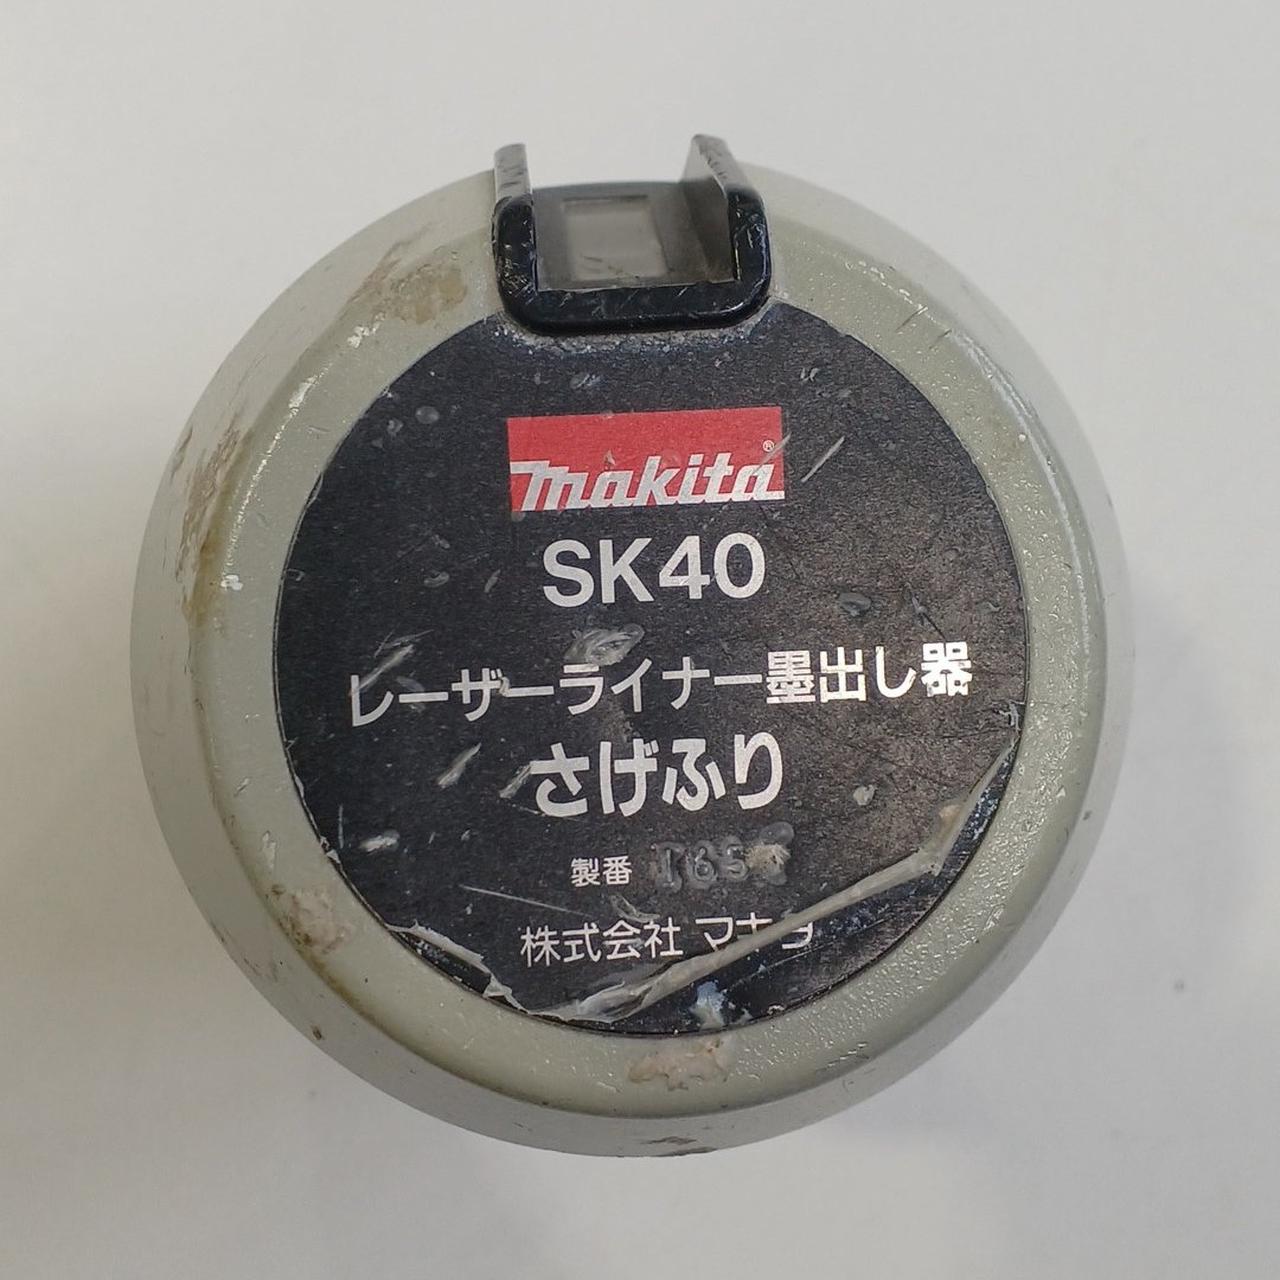 makita®
SK40
レーザーライナー墨出し器
さげふり
製番
株式会社 マキタ